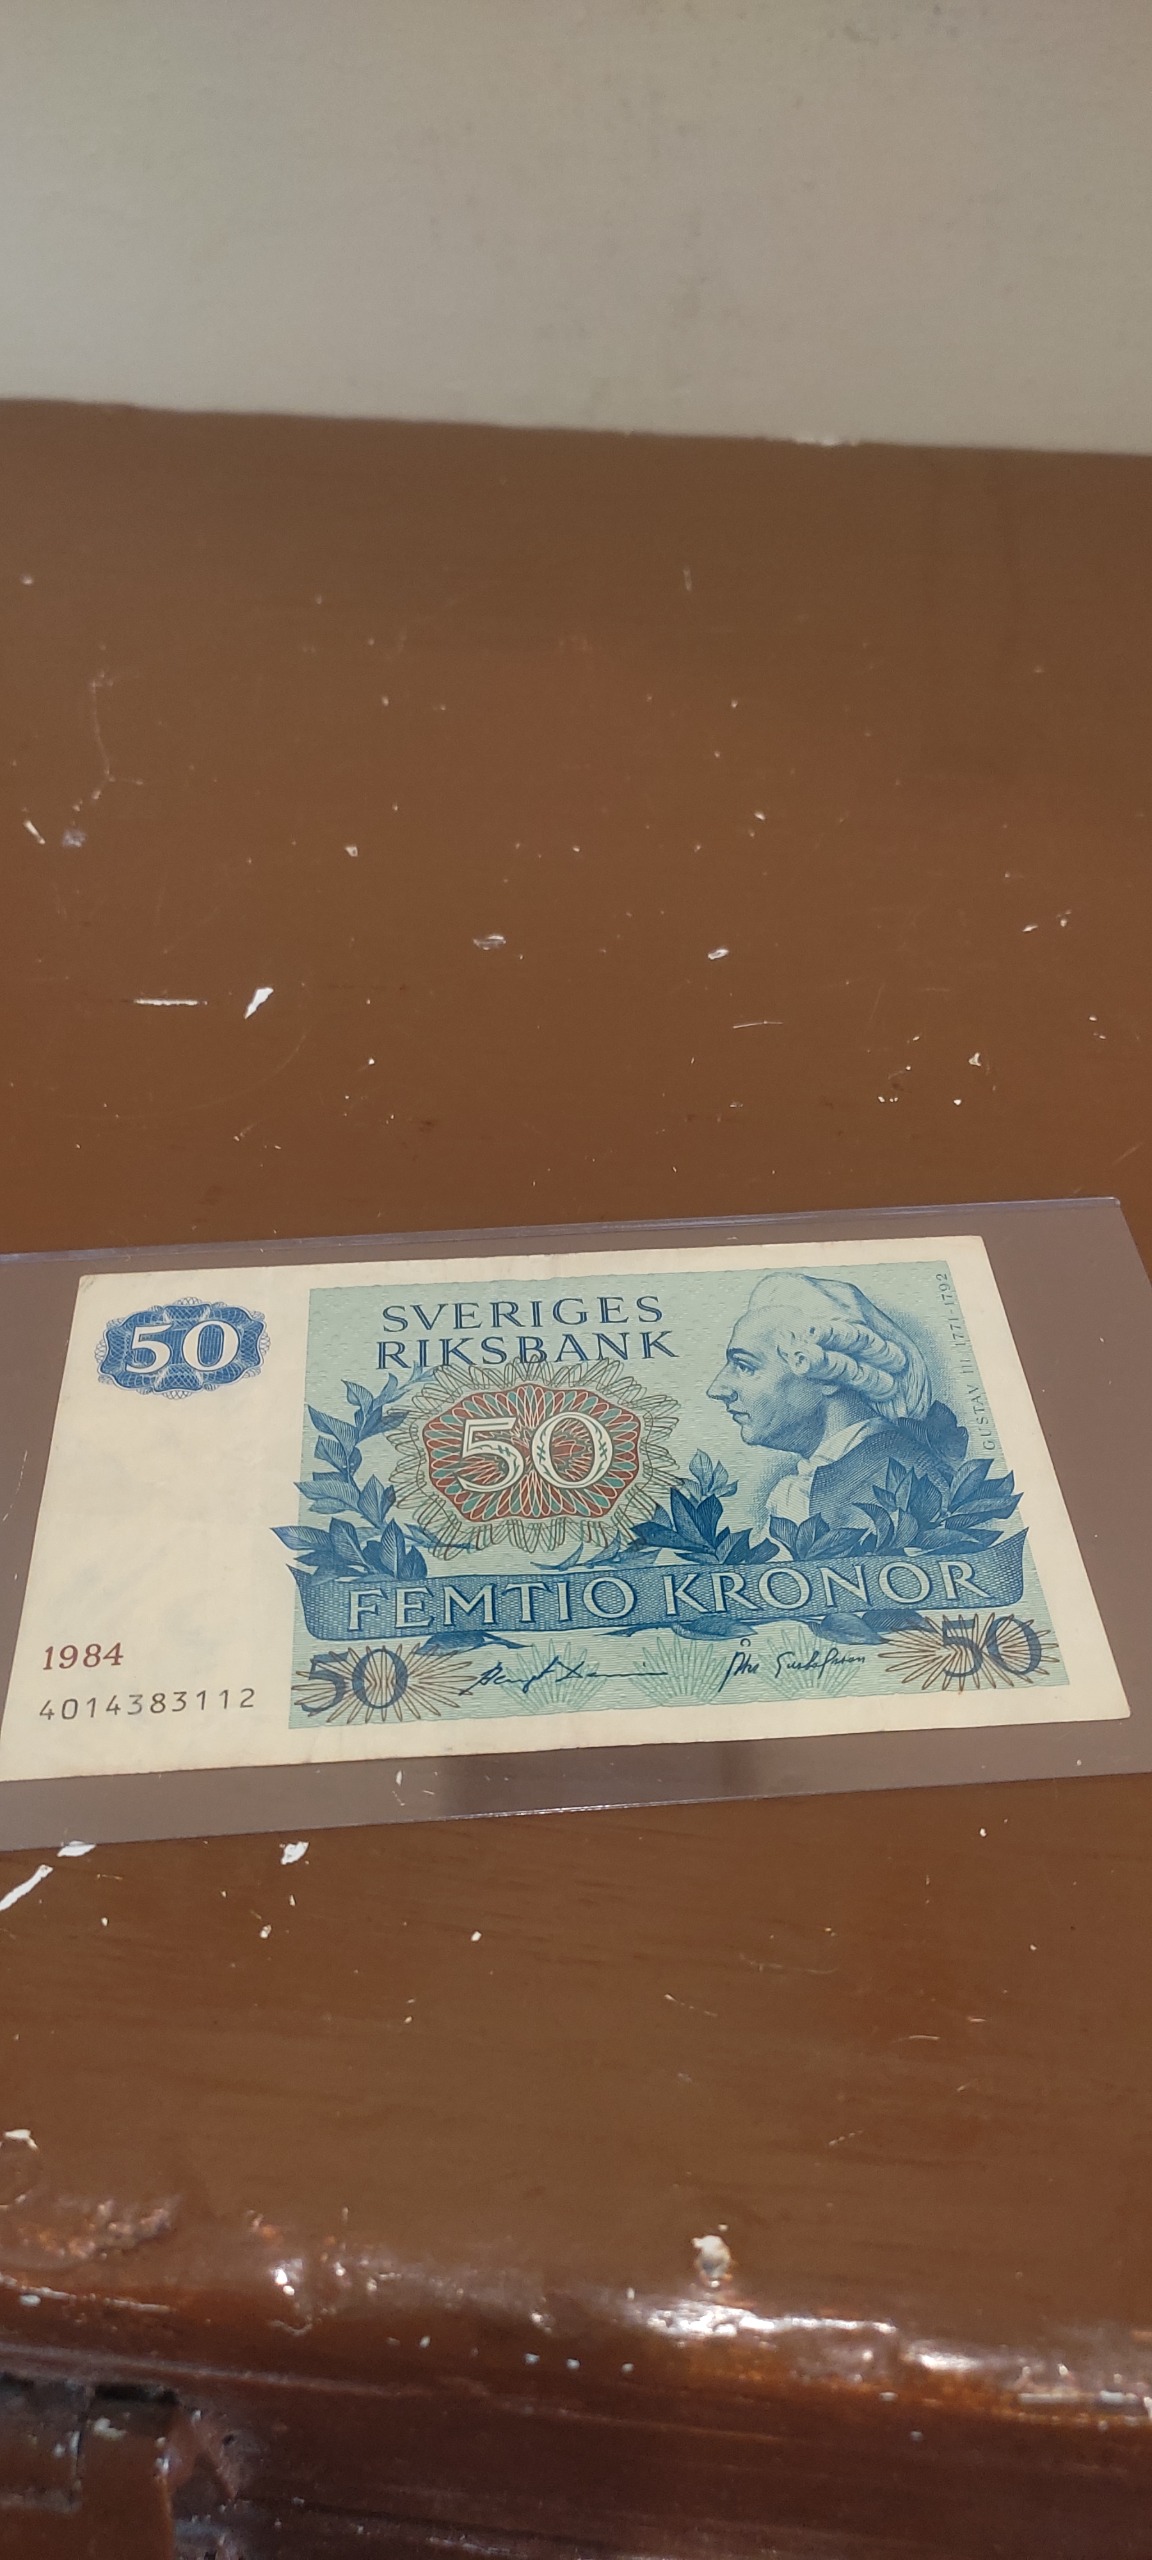 50
SVERIGES
RIKSBANK
GUSTAV III. 1771-1792
50
FEMTIO KRONOR
1984
4014383112
50
50